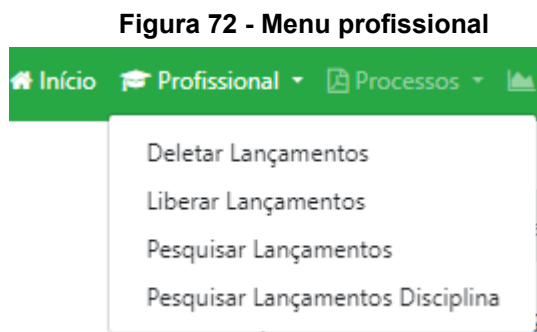 Figura 72 - Menu profissional
Início Profissional Processos
Deletar Lançamentos
Liberar Lançamentos
Pesquisar Lançamentos
Pesquisar Lançamentos Disciplina